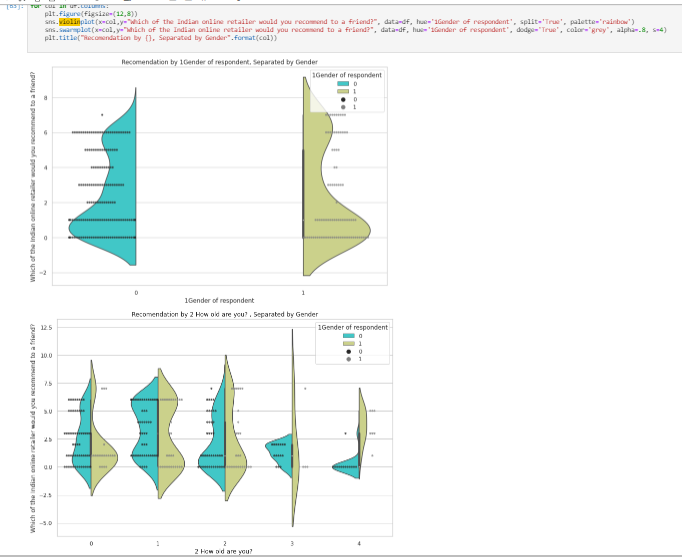 [83]: for col in df.columns:
plt.figure(figsize=(12,8))
sns.violinplot(x=col,y="Which of the Indian online retailer would you recommend to a friend?", data=df, hue='1Gender of respondent', split='True', palette='rainbow')
sns.swarmplot(x=col,y="Which of the Indian online retailer would you recommend to a friend?", data=df, hue='1Gender of respondent', dodge='True', color='grey', alpha=.8, s=4)
plt.title("Recomendation by {}, Separated by Gender".format(col))
Recomendation by 1Gender of respondent, Separated by Gender
Which of the Indian online retailer would you recommend to a friend?
8
6
4
2
0
−2
1Gender of respondent
0
1
0
1
0
1
1Gender of respondent
Recomendation by 2 How old are you? , Separated by Gender
Which of the Indian online retailer would you recommend to a friend?
12.5
10.0
7.5
5.0
2.5
0.0
−2.5
−5.0
1Gender of respondent
0
1
0
1
0
1
2
3
4
2 How old are you?